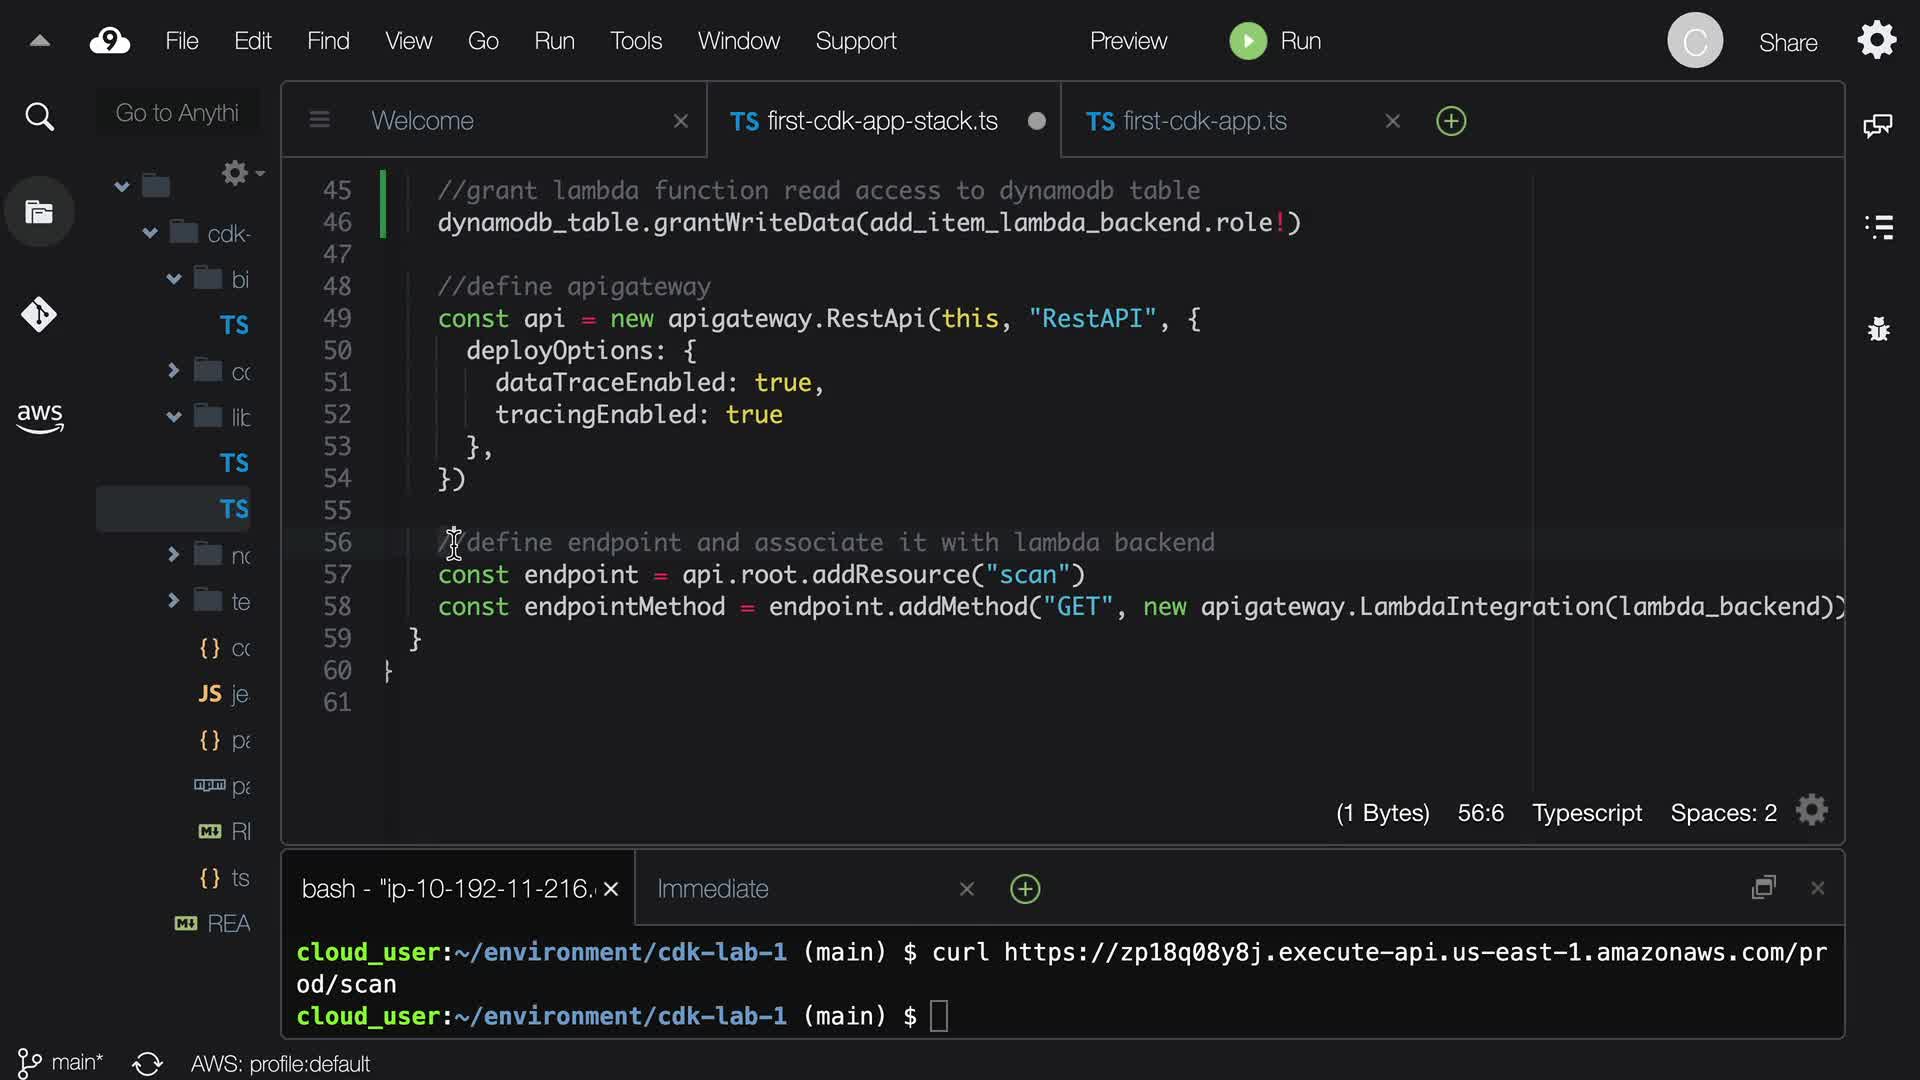 9 File Edit Find View Go Run Tools Window Support Preview Run C Share
Go to Anythi
Welcome
TS first-cdk-app-stack.ts
TS first-cdk-app.ts
cdk-
bi
TS
cc
aws
lib
TS
TS
nc
te
{} cc
JS je
{} pa
npm pa
M↓ RI
{} ts
M↓ REA
45 //grant lambda function read access to dynamodb table
46 dynamodb_table.grantWriteData(add_item_lambda_backend.role!)
47
48 //define apigateway
49 const api = new apigateway.RestApi(this, "RestAPI", {
50 deployOptions: {
51 dataTraceEnabled: true,
52 tracingEnabled: true
53 },
54 })
55
56 //define endpoint and associate it with lambda backend
57 const endpoint = api.root.addResource("scan")
58 const endpointMethod = endpoint.addMethod("GET", new apigateway.LambdaIntegration(lambda_backend))
59 }
60 }
61
(1 Bytes) 56:6 Typescript Spaces: 2
bash - "ip-10-192-11-216.
Immediate
cloud_user:~/environment/cdk-lab-1 (main) $ curl https://zp18q08y8j.execute-api.us-east-1.amazonaws.com/pr
od/scan
cloud_user:~/environment/cdk-lab-1 (main) $
main* AWS: profile:default